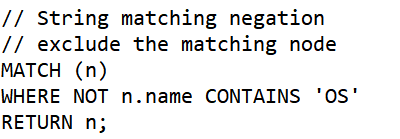 // String matching negation
// exclude the matching node
MATCH (n)
WHERE NOT n.name CONTAINS 'OS'
RETURN n;